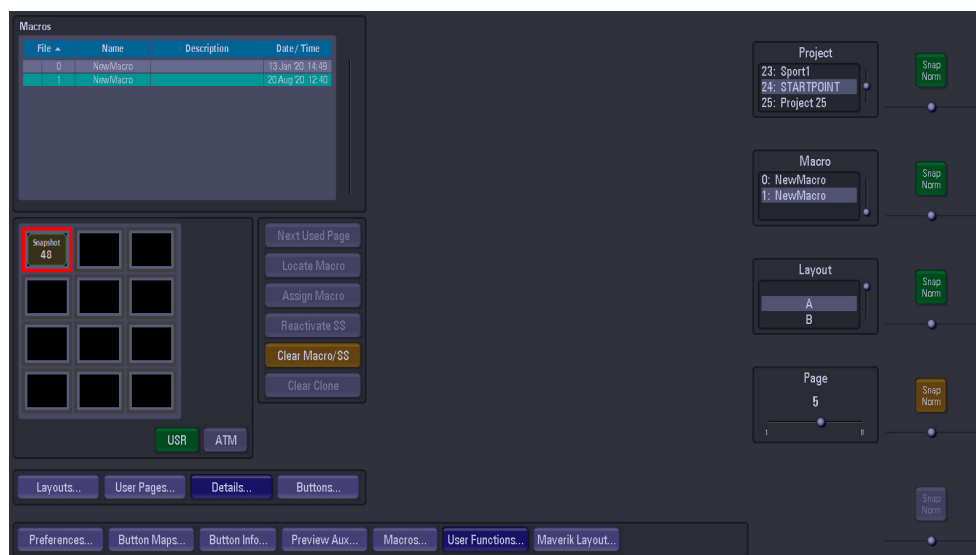 Macros
File Name Description Date/ Time
0 NewMacro 13 Jan '20 14:49
1 NewMacro 20 Aug '20 12:40
Project
23: Sport1
24: STARTPOINT
25: Project 25
Snap
Norm
Macro
0: NewMacro
1: NewMacro
Snap
Norm
Snapshot
48
Next Used Page
Locate Macro
Assign Macro
Reactivate SS
Clear Macro/SS
Clear Clone
Layout
A
B
Snap
Norm
Page
5
Snap
Norm
USR ATM
Layouts... User Pages... Details... Buttons...
Snap
Norm
Preferences... Button Maps... Button Info... Preview Aux... Macros... User Functions... Maverik Layout...